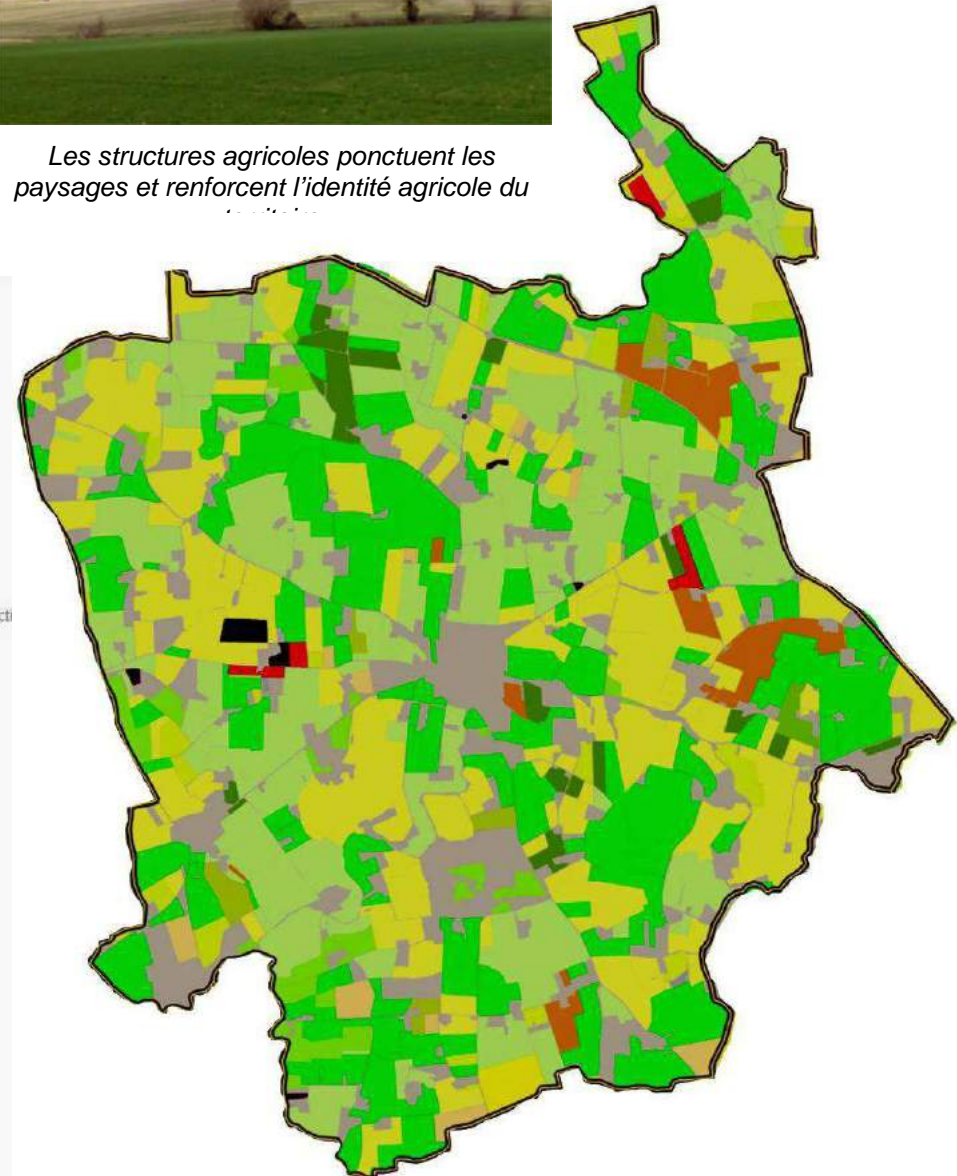 Les structures agricoles ponctuent les
paysages et renforcent l'identité agricole du